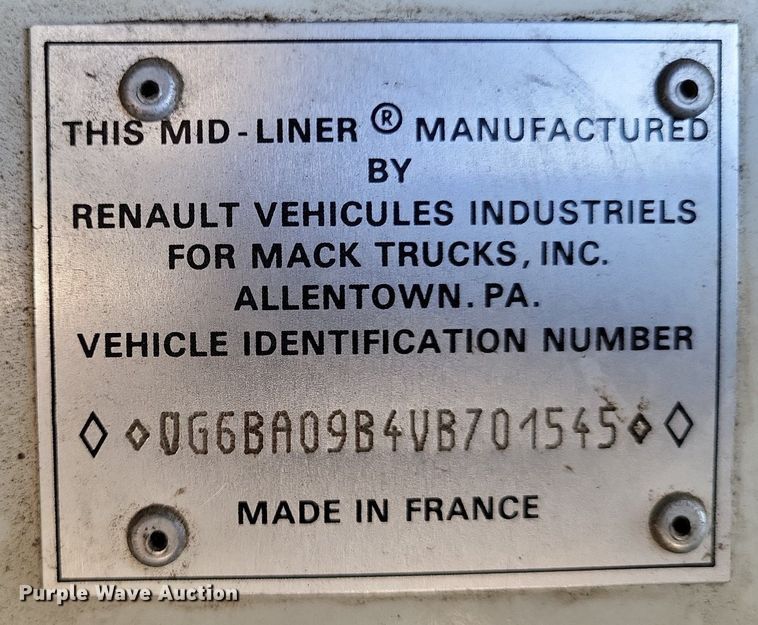 THIS MID-LINER ® MANUFACTURED
BY
RENAULT VEHICULES INDUSTRIELS
FOR MACK TRUCKS, INC.
ALLENTOWN. PA.
VEHICLE IDENTIFICATION NUMBER
◇ ◇VG6BA09B4VB701545◇ ◇
MADE IN FRANCE
Purple Wave Auction